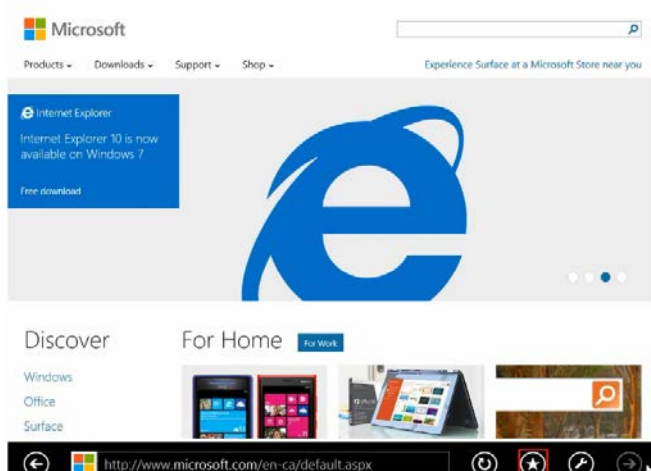 Microsoft
Products Downloads Support Shop
Experience Surface at a Microsoft Store near you
Internet Explorer
Internet Explorer 10 is now
available on Windows 7
Free download
Discover
For Home For Work
Windows
Office
Surface
http://www.microsoft.com/en-ca/default.aspx